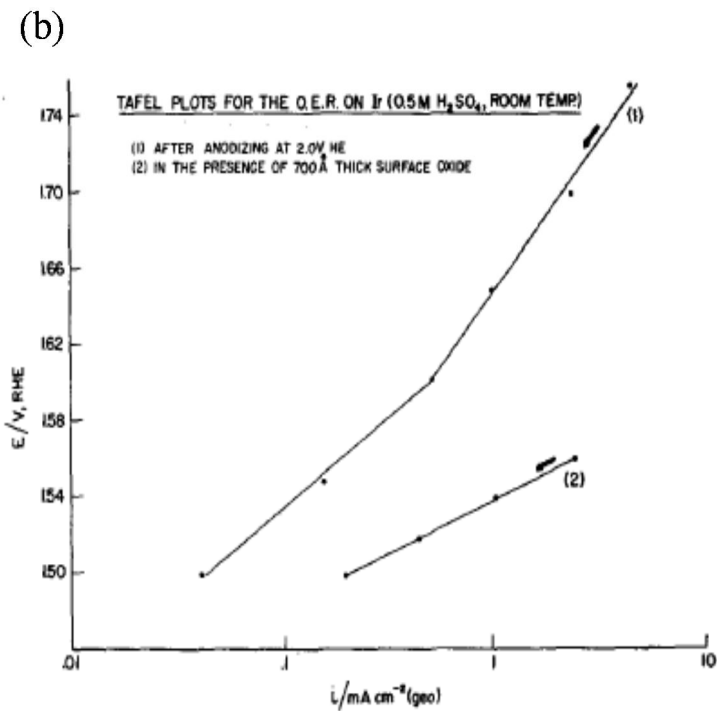 (b)
TAFEL PLOTS FOR THE O.E.R. ON Ir (0.5M H2SO4, ROOM TEMP.)
(1) AFTER ANODIZING AT 2.0V HE
(2) IN THE PRESENCE OF 700Å THICK SURFACE OXIDE
1.74
(1)
1.70
1.66
1.62
1.58
1.54
(2)
1.50
E/V, RHE
.01
.1
1
10
i/mA cm-2 (geo)